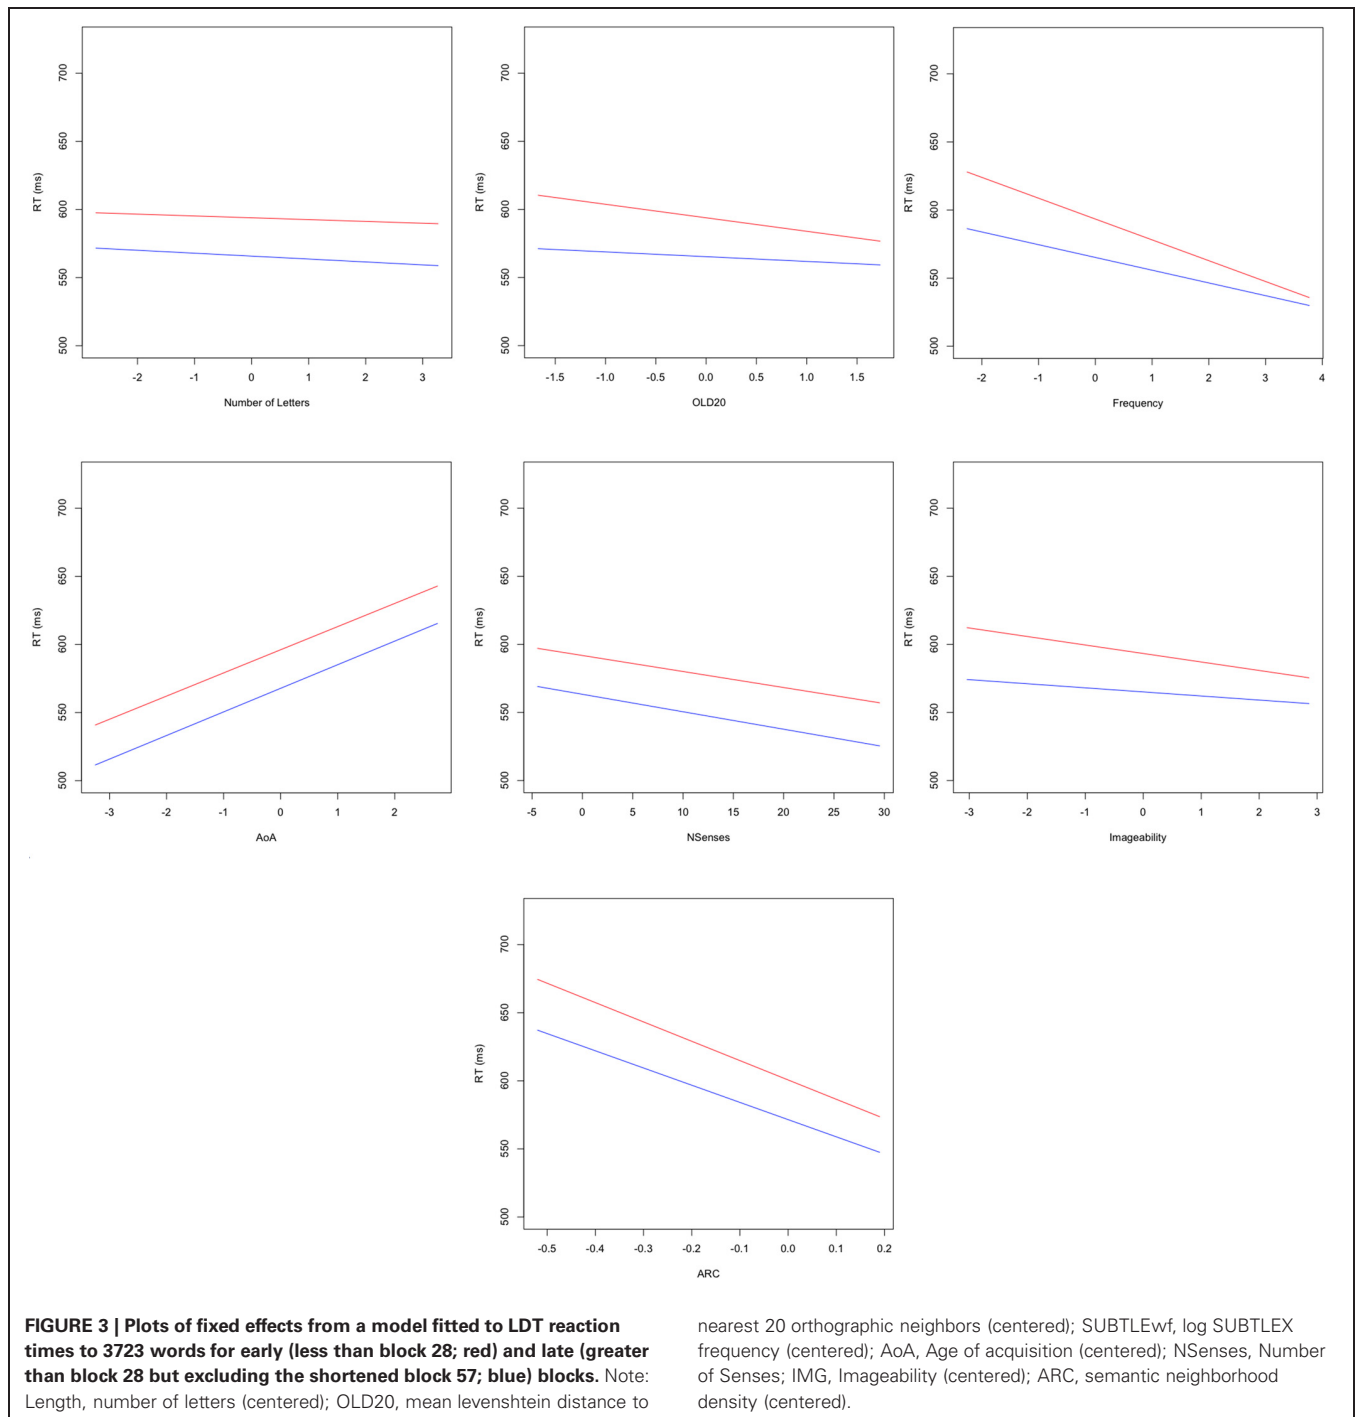 700
650
600
550
500
RT (ms)
-2 -1 0 1 2 3
Number of Letters
700
650
600
550
500
RT (ms)
-1.5 -1.0 -0.5 0.0 0.5 1.0 1.5
OLD20
700
650
600
550
500
RT (ms)
-2 -1 0 1 2 3 4
Frequency
700
650
600
550
500
RT (ms)
-3 -2 -1 0 1 2
AoA
700
650
600
550
500
RT (ms)
-5 0 5 10 15 20 25 30
NSenses
700
650
600
550
500
RT (ms)
-3 -2 -1 0 1 2 3
Imageability
700
650
600
550
500
RT (ms)
-0.5 -0.4 -0.3 -0.2 -0.1 0.0 0.1 0.2
ARC
FIGURE 3 | Plots of fixed effects from a model fitted to LDT reaction
times to 3723 words for early (less than block 28; red) and late (greater
than block 28 but excluding the shortened block 57; blue) blocks. Note:
Length, number of letters (centered); OLD20, mean levenshtein distance to
nearest 20 orthographic neighbors (centered); SUBTLEwf, log SUBTLEX
frequency (centered); AoA, Age of acquisition (centered); NSenses, Number
of Senses; IMG, Imageability (centered); ARC, semantic neighborhood
density (centered).